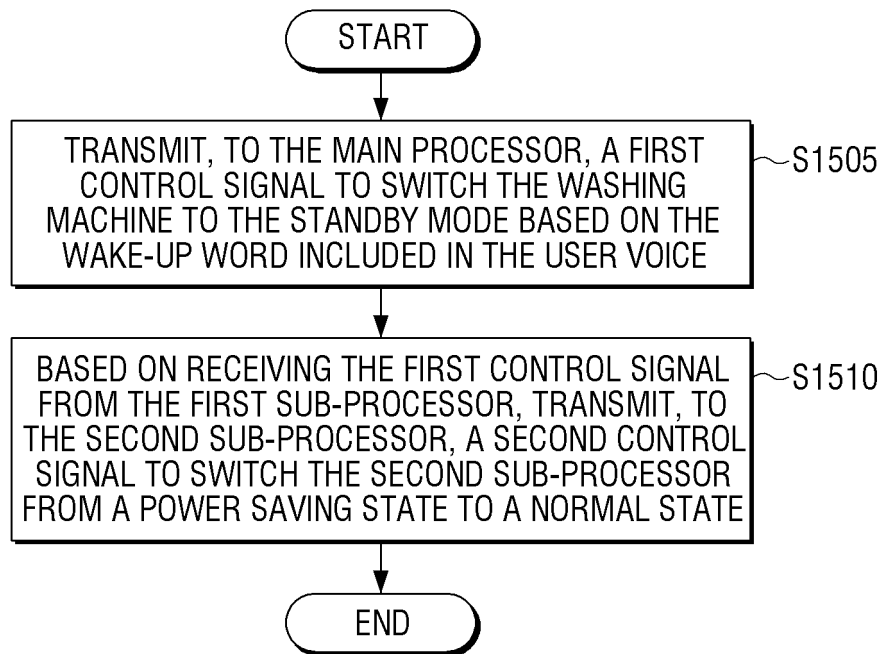 START
TRANSMIT, TO THE MAIN PROCESSOR, A FIRST
CONTROL SIGNAL TO SWITCH THE WASHING
MACHINE TO THE STANDBY MODE BASED ON THE
WAKE-UP WORD INCLUDED IN THE USER VOICE
S1505
BASED ON RECEIVING THE FIRST CONTROL SIGNAL
FROM THE FIRST SUB-PROCESSOR, TRANSMIT, TO
THE SECOND SUB-PROCESSOR, A SECOND CONTROL
SIGNAL TO SWITCH THE SECOND SUB-PROCESSOR
FROM A POWER SAVING STATE TO A NORMAL STATE
S1510
END